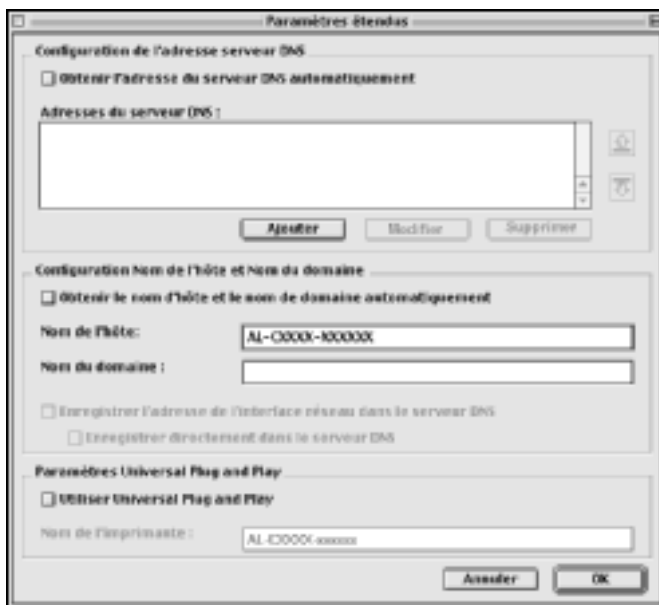 Paramètres étendus
Configuration de l'adresse serveur DNS
Obtenir l'adresse du serveur DNS automatiquement
Adresses du serveur DNS :
Ajouter
Modifier
Supprimer
Configuration Nom de l'hôte et Nom du domaine
Obtenir le nom d'hôte et le nom de domaine automatiquement
Nom de l'hôte:
AL-CXXXX-XXXXXX
Nom du domaine :
Enregistrer l'adresse de l'interface réseau dans le serveur DNS
Enregistrer directement dans le serveur DNS
Paramètres Universal Plug and Play
Utiliser Universal Plug and Play
Nom de l'imprimante :
AL-CXXXX-xxxxxx
Annuler
OK